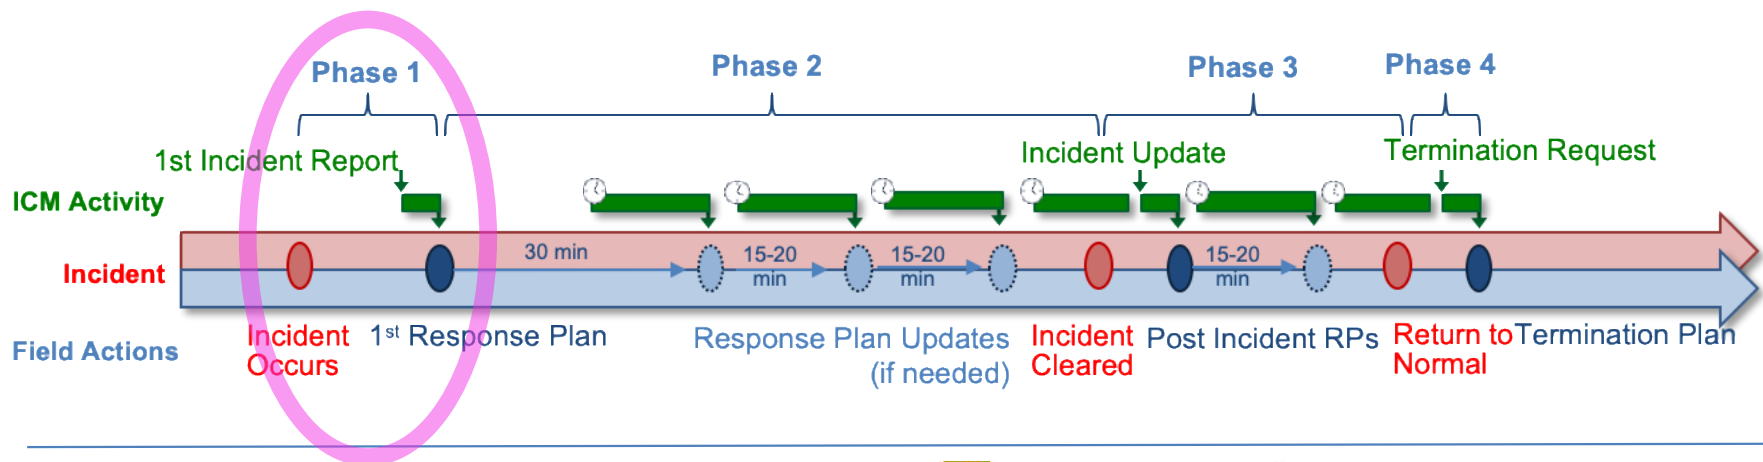 Phase 1
Phase 2
Phase 3
Phase 4
1st Incident Report
Incident Update
Termination Request
ICM Activity
Incident
30 min
15-20
min
15-20
min
15-20
min
Field Actions
Incident
Occurs
1st Response Plan
Response Plan Updates
(if needed)
Incident
Cleared
Post Incident RPs
Return to
Normal
Termination Plan